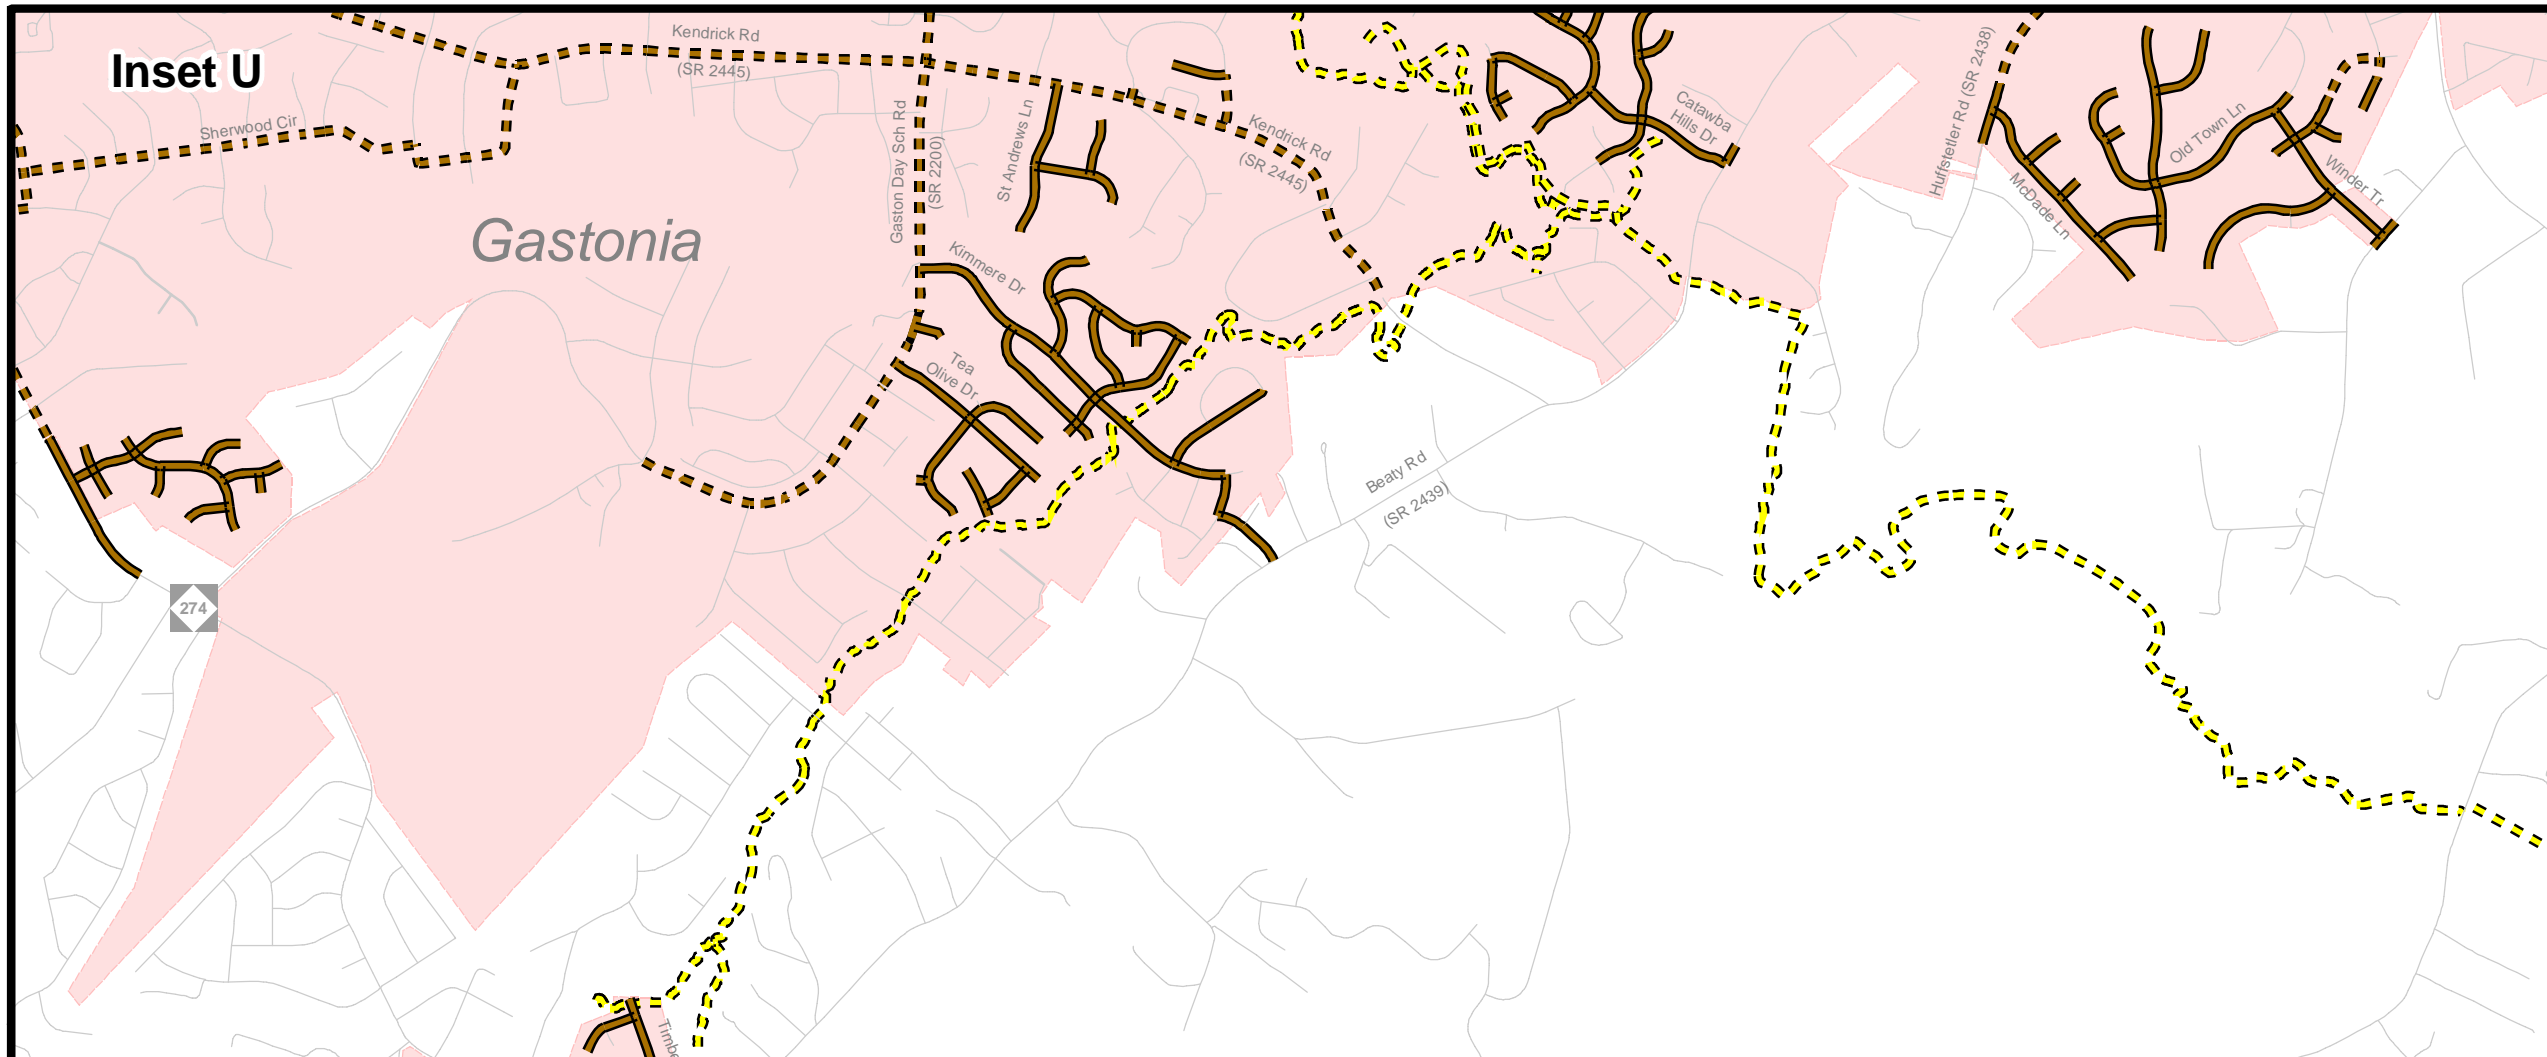 Inset U
Kendrick Rd
(SR 2445)
Sherwood Cir
Gastonia
Gaston Day Sch Rd
(SR 2200)
St Andrews Ln
Kendrick Rd
(SR 2445)
Catawba
Hills Dr
Huffstetler Rd (SR 2438)
McDade Ln
Old Town Ln
Winder Tr
Kimmere Dr
Tea
Olive Dr
Beaty Rd
(SR 2439)
274
Timbe